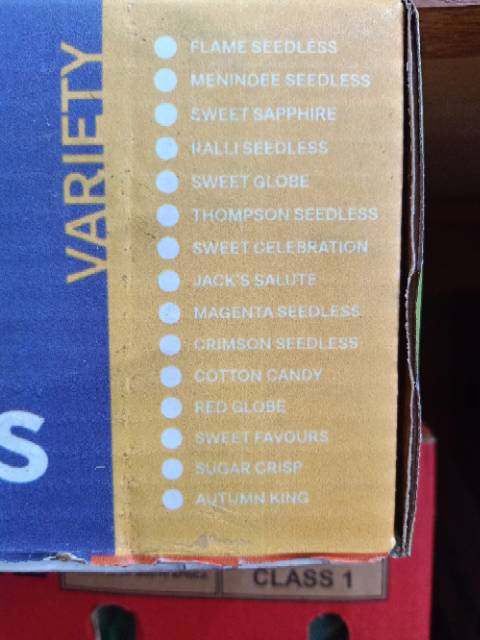 VARIETY
FLAME SEEDLESS
MENINDEE SEEDLESS
SWEET SAPPHIRE
RALLI SEEDLESS
SWEET GLOBE
THOMPSON SEEDLESS
SWEET CELEBRATION
JACK'S SALUTE
MAGENTA SEEDLESS
CRIMSON SEEDLESS
COTTON CANDY
RED GLOBE
SWEET FAVOURS
SUGAR CRISP
AUTUMN KING
S
CLASS 1